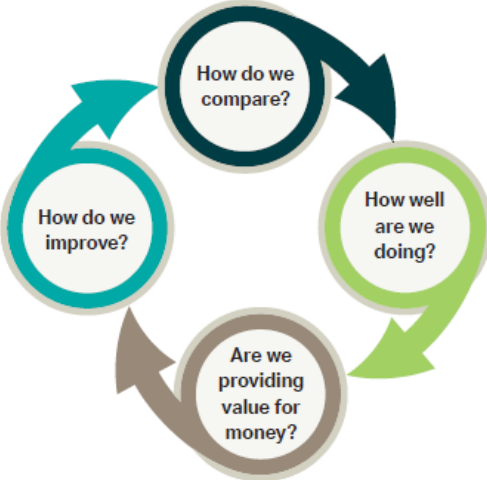 How do we
compare?
How well
are we
doing?
Are we
providing
value for
money?
How do we
improve?